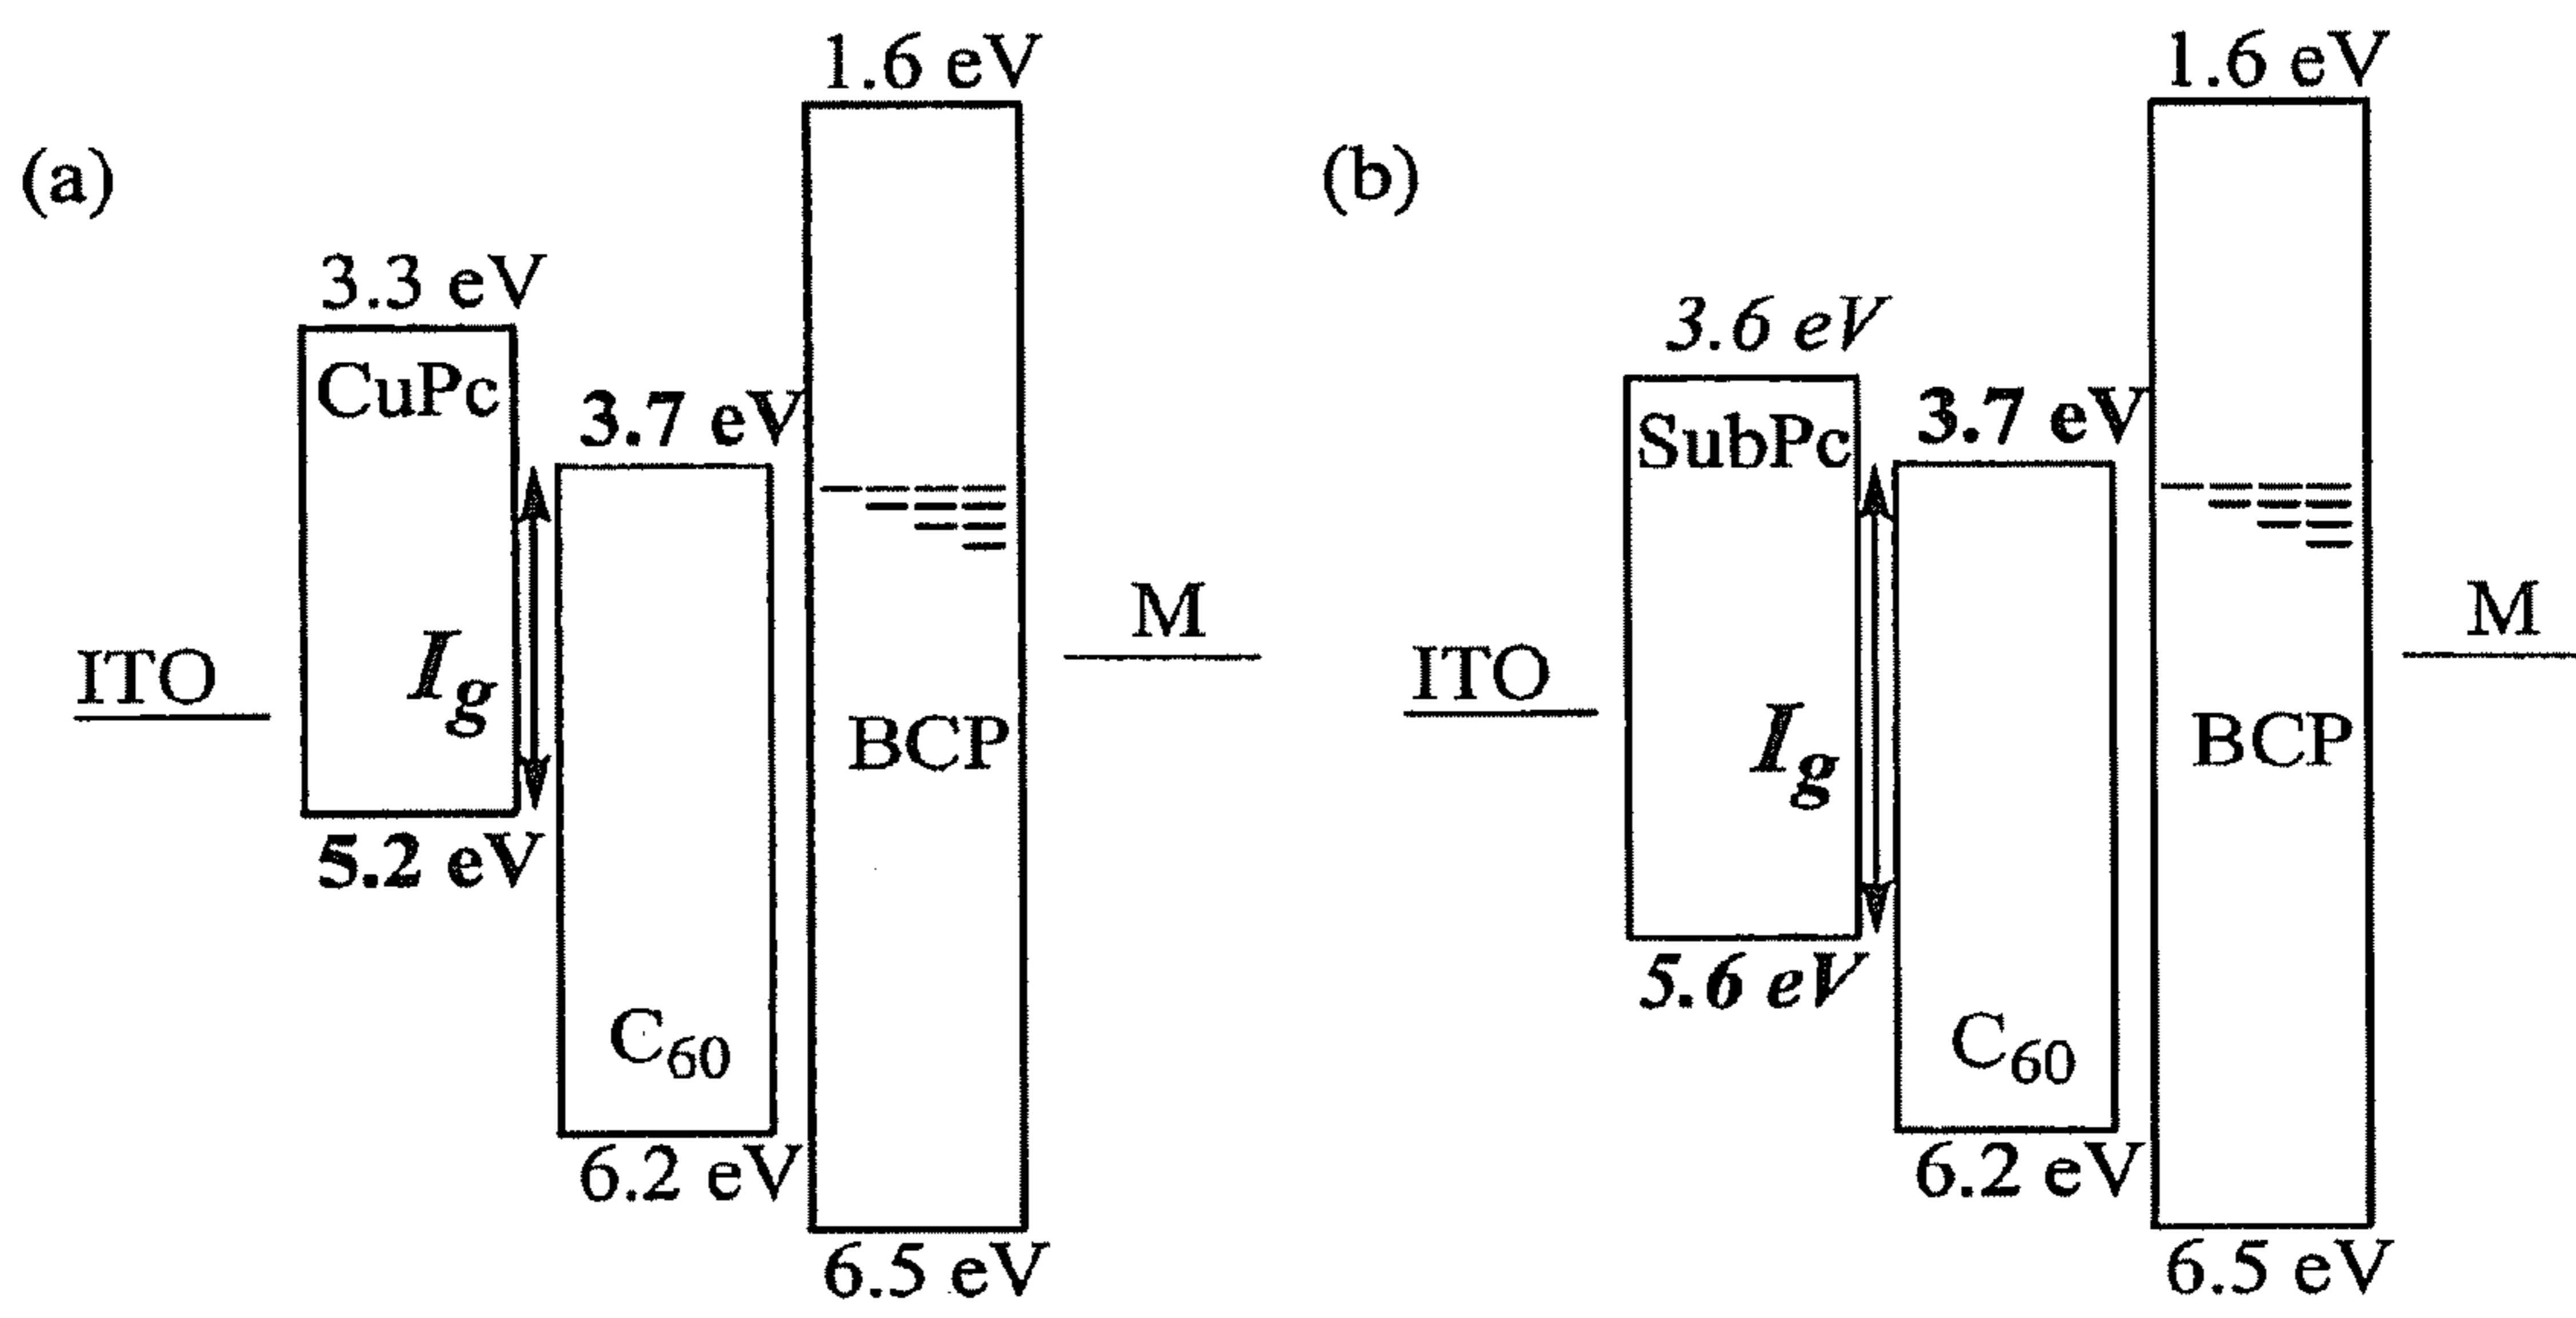 (a)
1.6 eV
3.3 eV
CuPc
3.7 eV
ITO
I_g
M
BCP
5.2 eV
C₆₀
6.2 eV
6.5 eV
(b)
1.6 eV
3.6 eV
SubPc
3.7 eV
ITO
I_g
M
BCP
5.6 eV
C₆₀
6.2 eV
6.5 eV